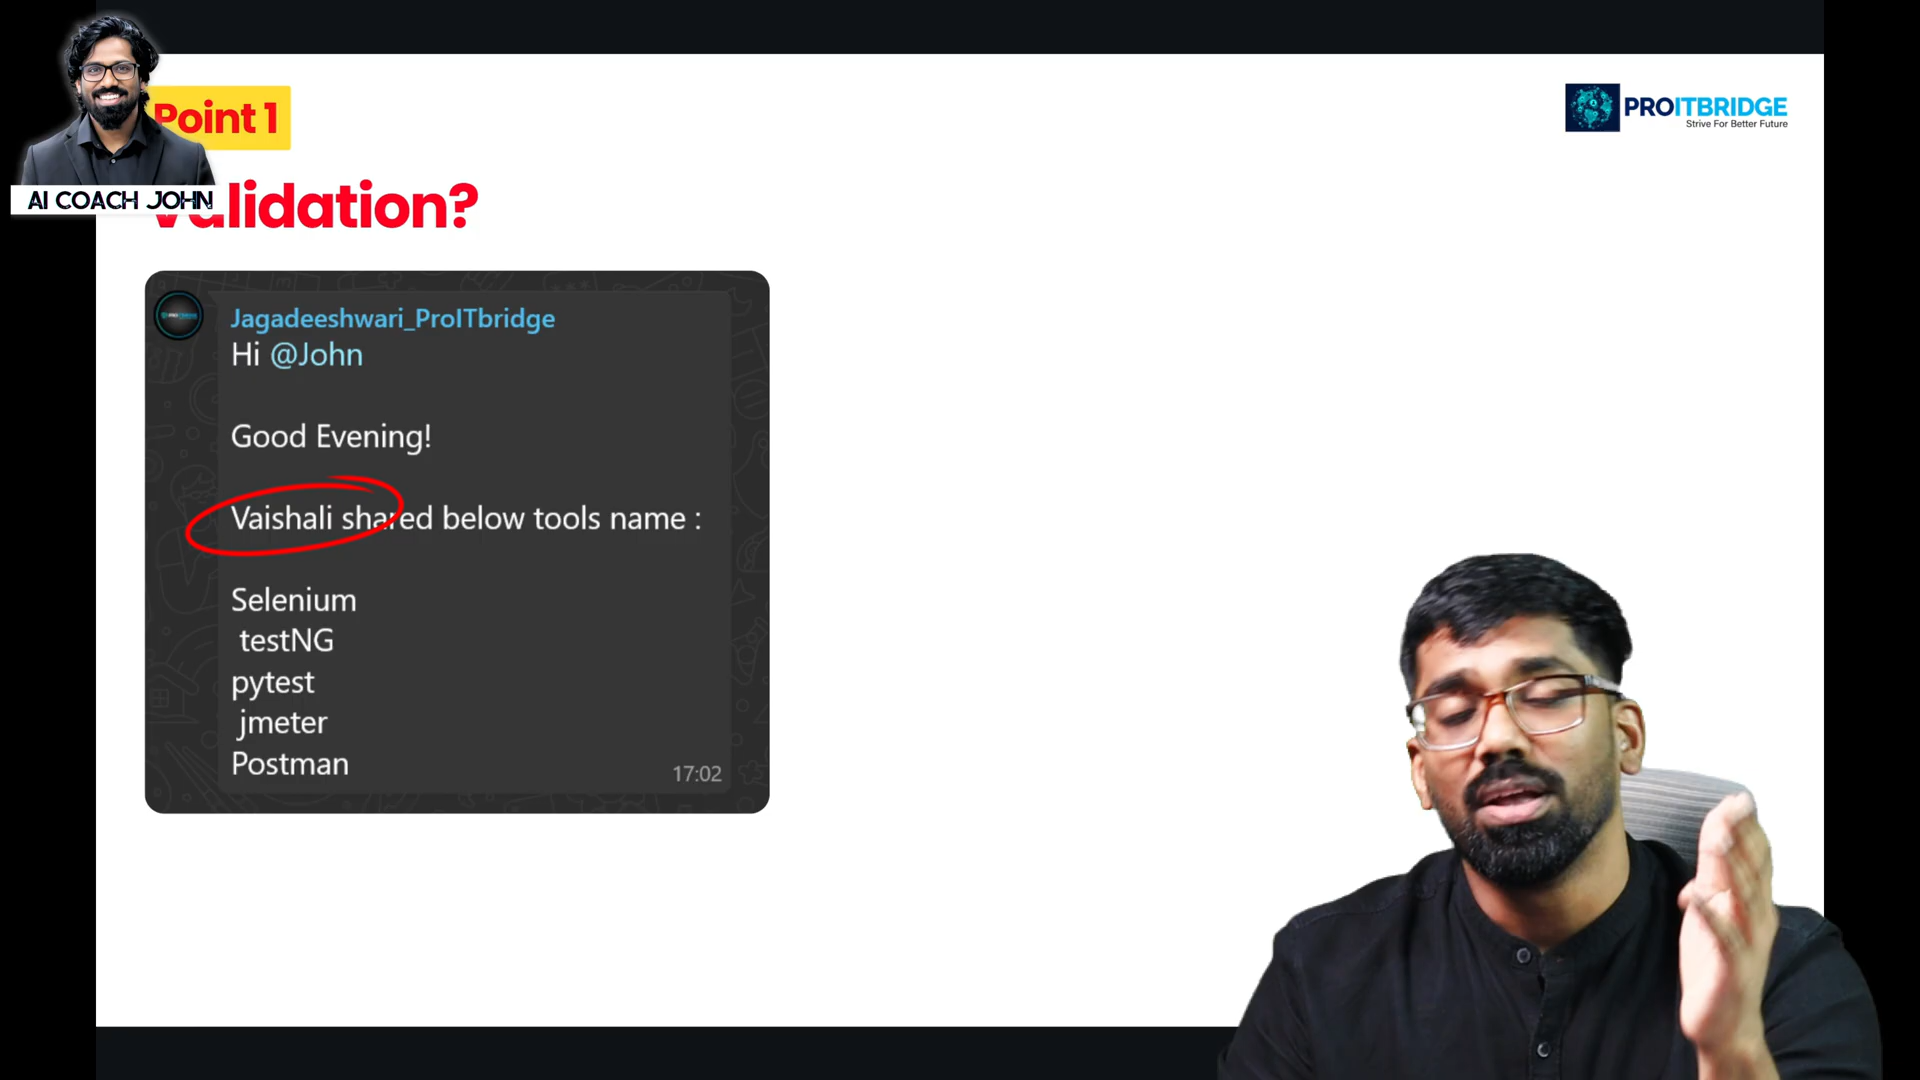 Point 1
AI COACH JOHN
Validation?
PROITBRIDGE
Strive For Better Future
Jagadeeshwari_ProITbridge
Hi @John
Good Evening!
Vaishali shared below tools name :
Selenium
testNG
pytest
jmeter
Postman
17:02